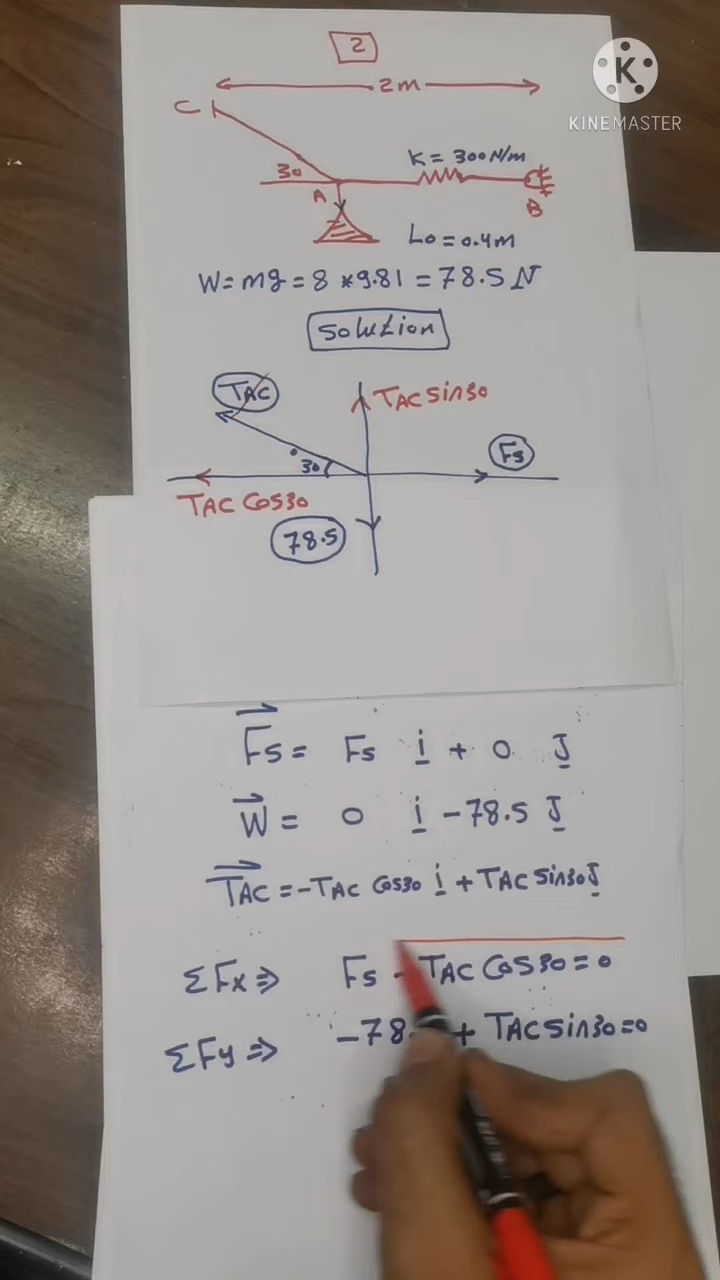 2
K
KINEMASTER
2m
C
30
K = 300 N/m
A
B
Lo = 0.4m
W = mg = 8 * 9.81 = 78.5 N
Solution
TAC
TAC sin30
Fs
30
TAC Cos30
78.5
Fs = Fs i + 0 J
W = 0 i - 78.5 J
TAC = -TAC Cos30 i + TAC Sin30 J
ΣFx ⇒ Fs - TAC Cos30 = 0
ΣFy ⇒ -78. + TAC sin30 = 0